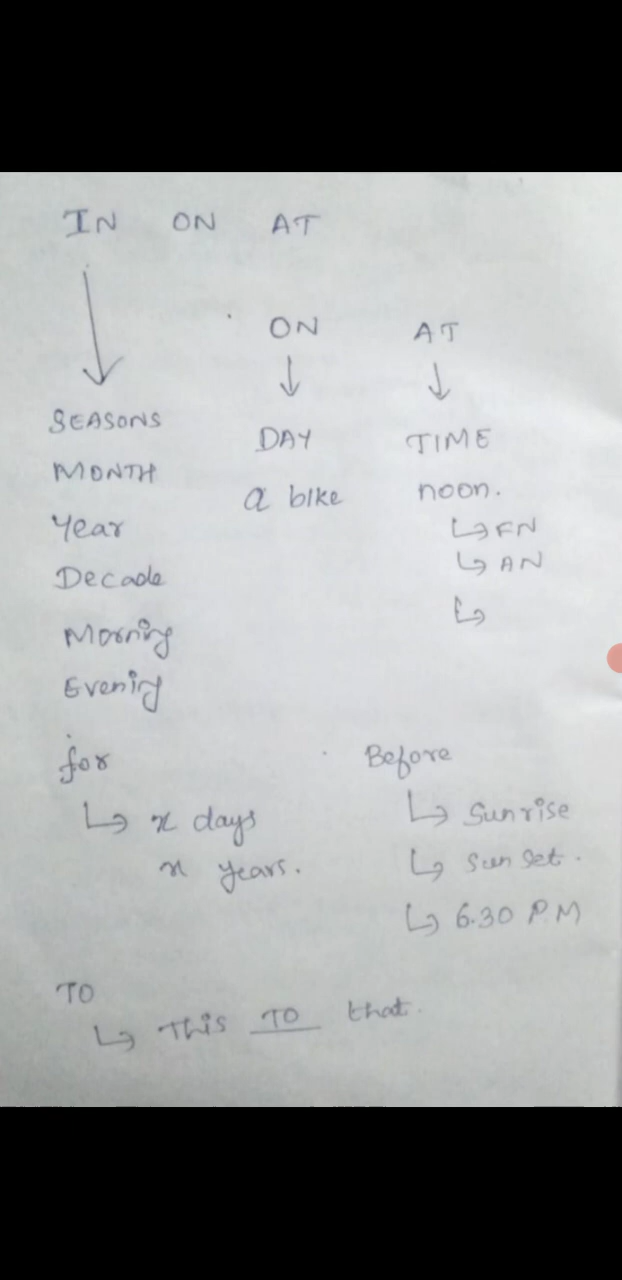 IN ON AT
ON AT
SEASONS
DAY TIME
MONTH
a bike noon.
Year
↳ FN
↳ AN
Decade
↳
Morning
Evening
for Before
↳ x days ↳ Sunrise
x years. ↳ Sun set.
↳ 6.30 P.M
TO
↳ This TO that.